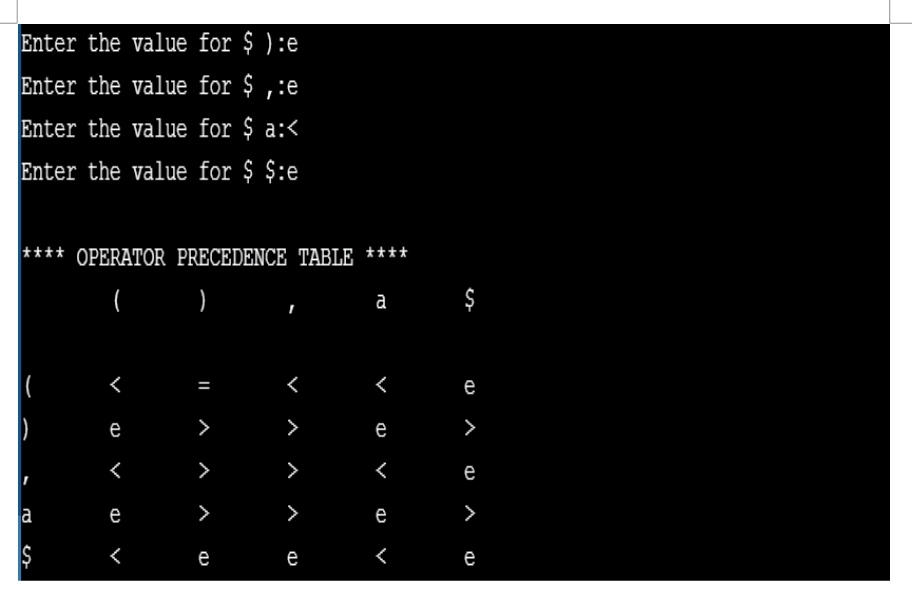 Enter the value for $ ):e
Enter the value for $ ,:e
Enter the value for $ a:<
Enter the value for $ $:e
**** OPERATOR PRECEDENCE TABLE ****
( ) , a $
( < = < < e
) e > > e >
, < > > < e
a e > > e >
$ < e e < e